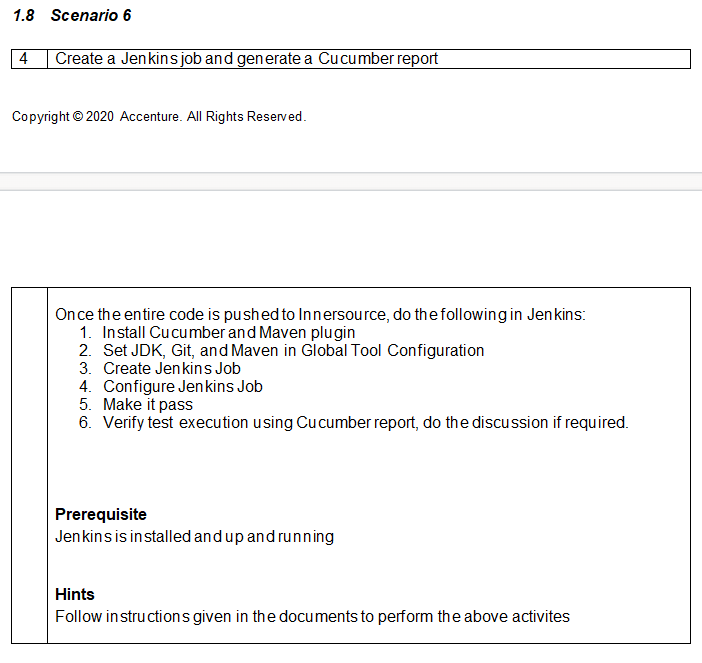 1.8 Scenario 6
4 Create a Jenkins job and generate a Cucumber report
Copyright © 2020 Accenture. All Rights Reserved.
Once the entire code is pushed to Innersource, do the following in Jenkins:
1. Install Cucumber and Maven plugin
2. Set JDK, Git, and Maven in Global Tool Configuration
3. Create Jenkins Job
4. Configure Jenkins Job
5. Make it pass
6. Verify test execution using Cucumber report, do the discussion if required.
Prerequisite
Jenkins is installed and up and running
Hints
Follow instructions given in the documents to perform the above activites